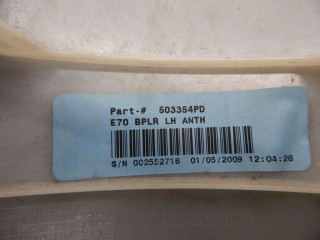 Part-# 503354PD
E70 BPLR LH ANTH
S/N 002552716 01/05/2009 12:04:26